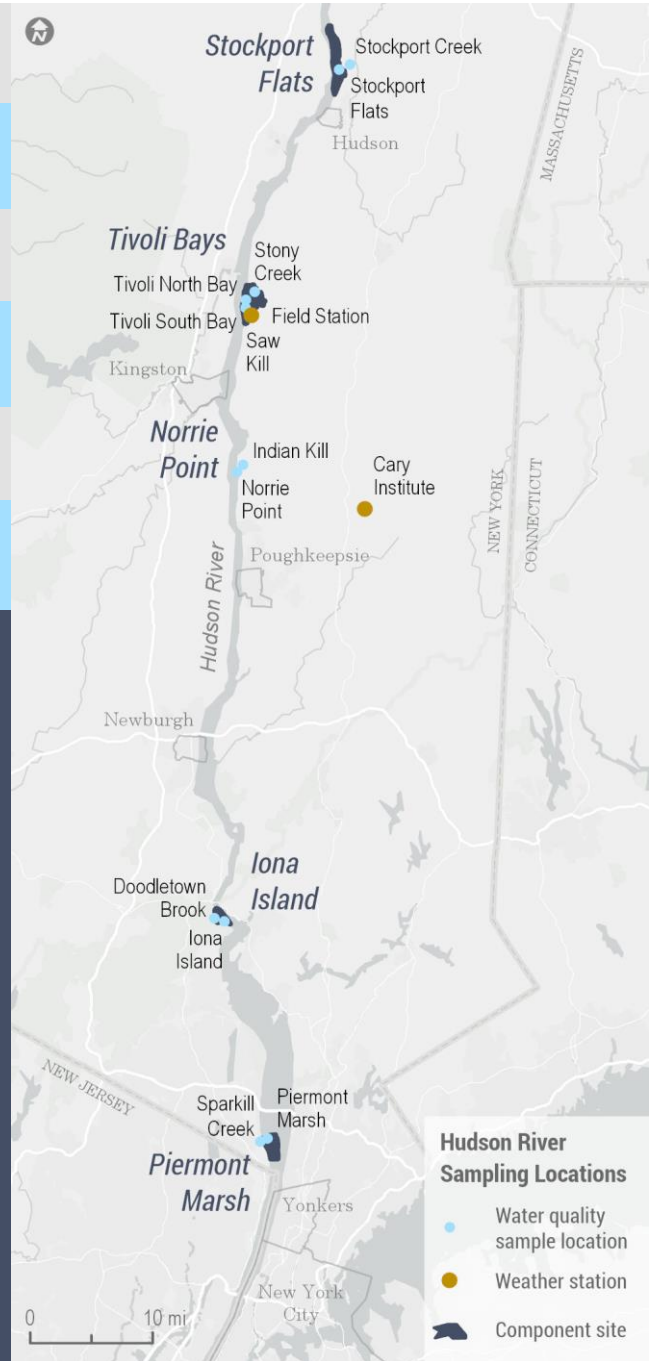 N
Stockport
Flats
Stockport Creek
Stockport
Flats
Hudson
MASSACHUSETTS
Tivoli Bays
Stony
Creek
Tivoli North Bay
Tivoli South Bay
Field Station
Saw
Kill
Kingston
Norrie
Point
Indian Kill
Norrie
Point
Cary
Institute
NEW YORK
CONNECTICUT
Poughkeepsie
Hudson River
Newburgh
Iona
Island
Doodletown
Brook
Iona
Island
NEW JERSEY
Sparkill
Creek
Piermont
Marsh
Piermont
Marsh
Yonkers
New York
City
Hudson River
Sampling Locations
Water quality
sample location
Weather station
Component site
0 10 mi